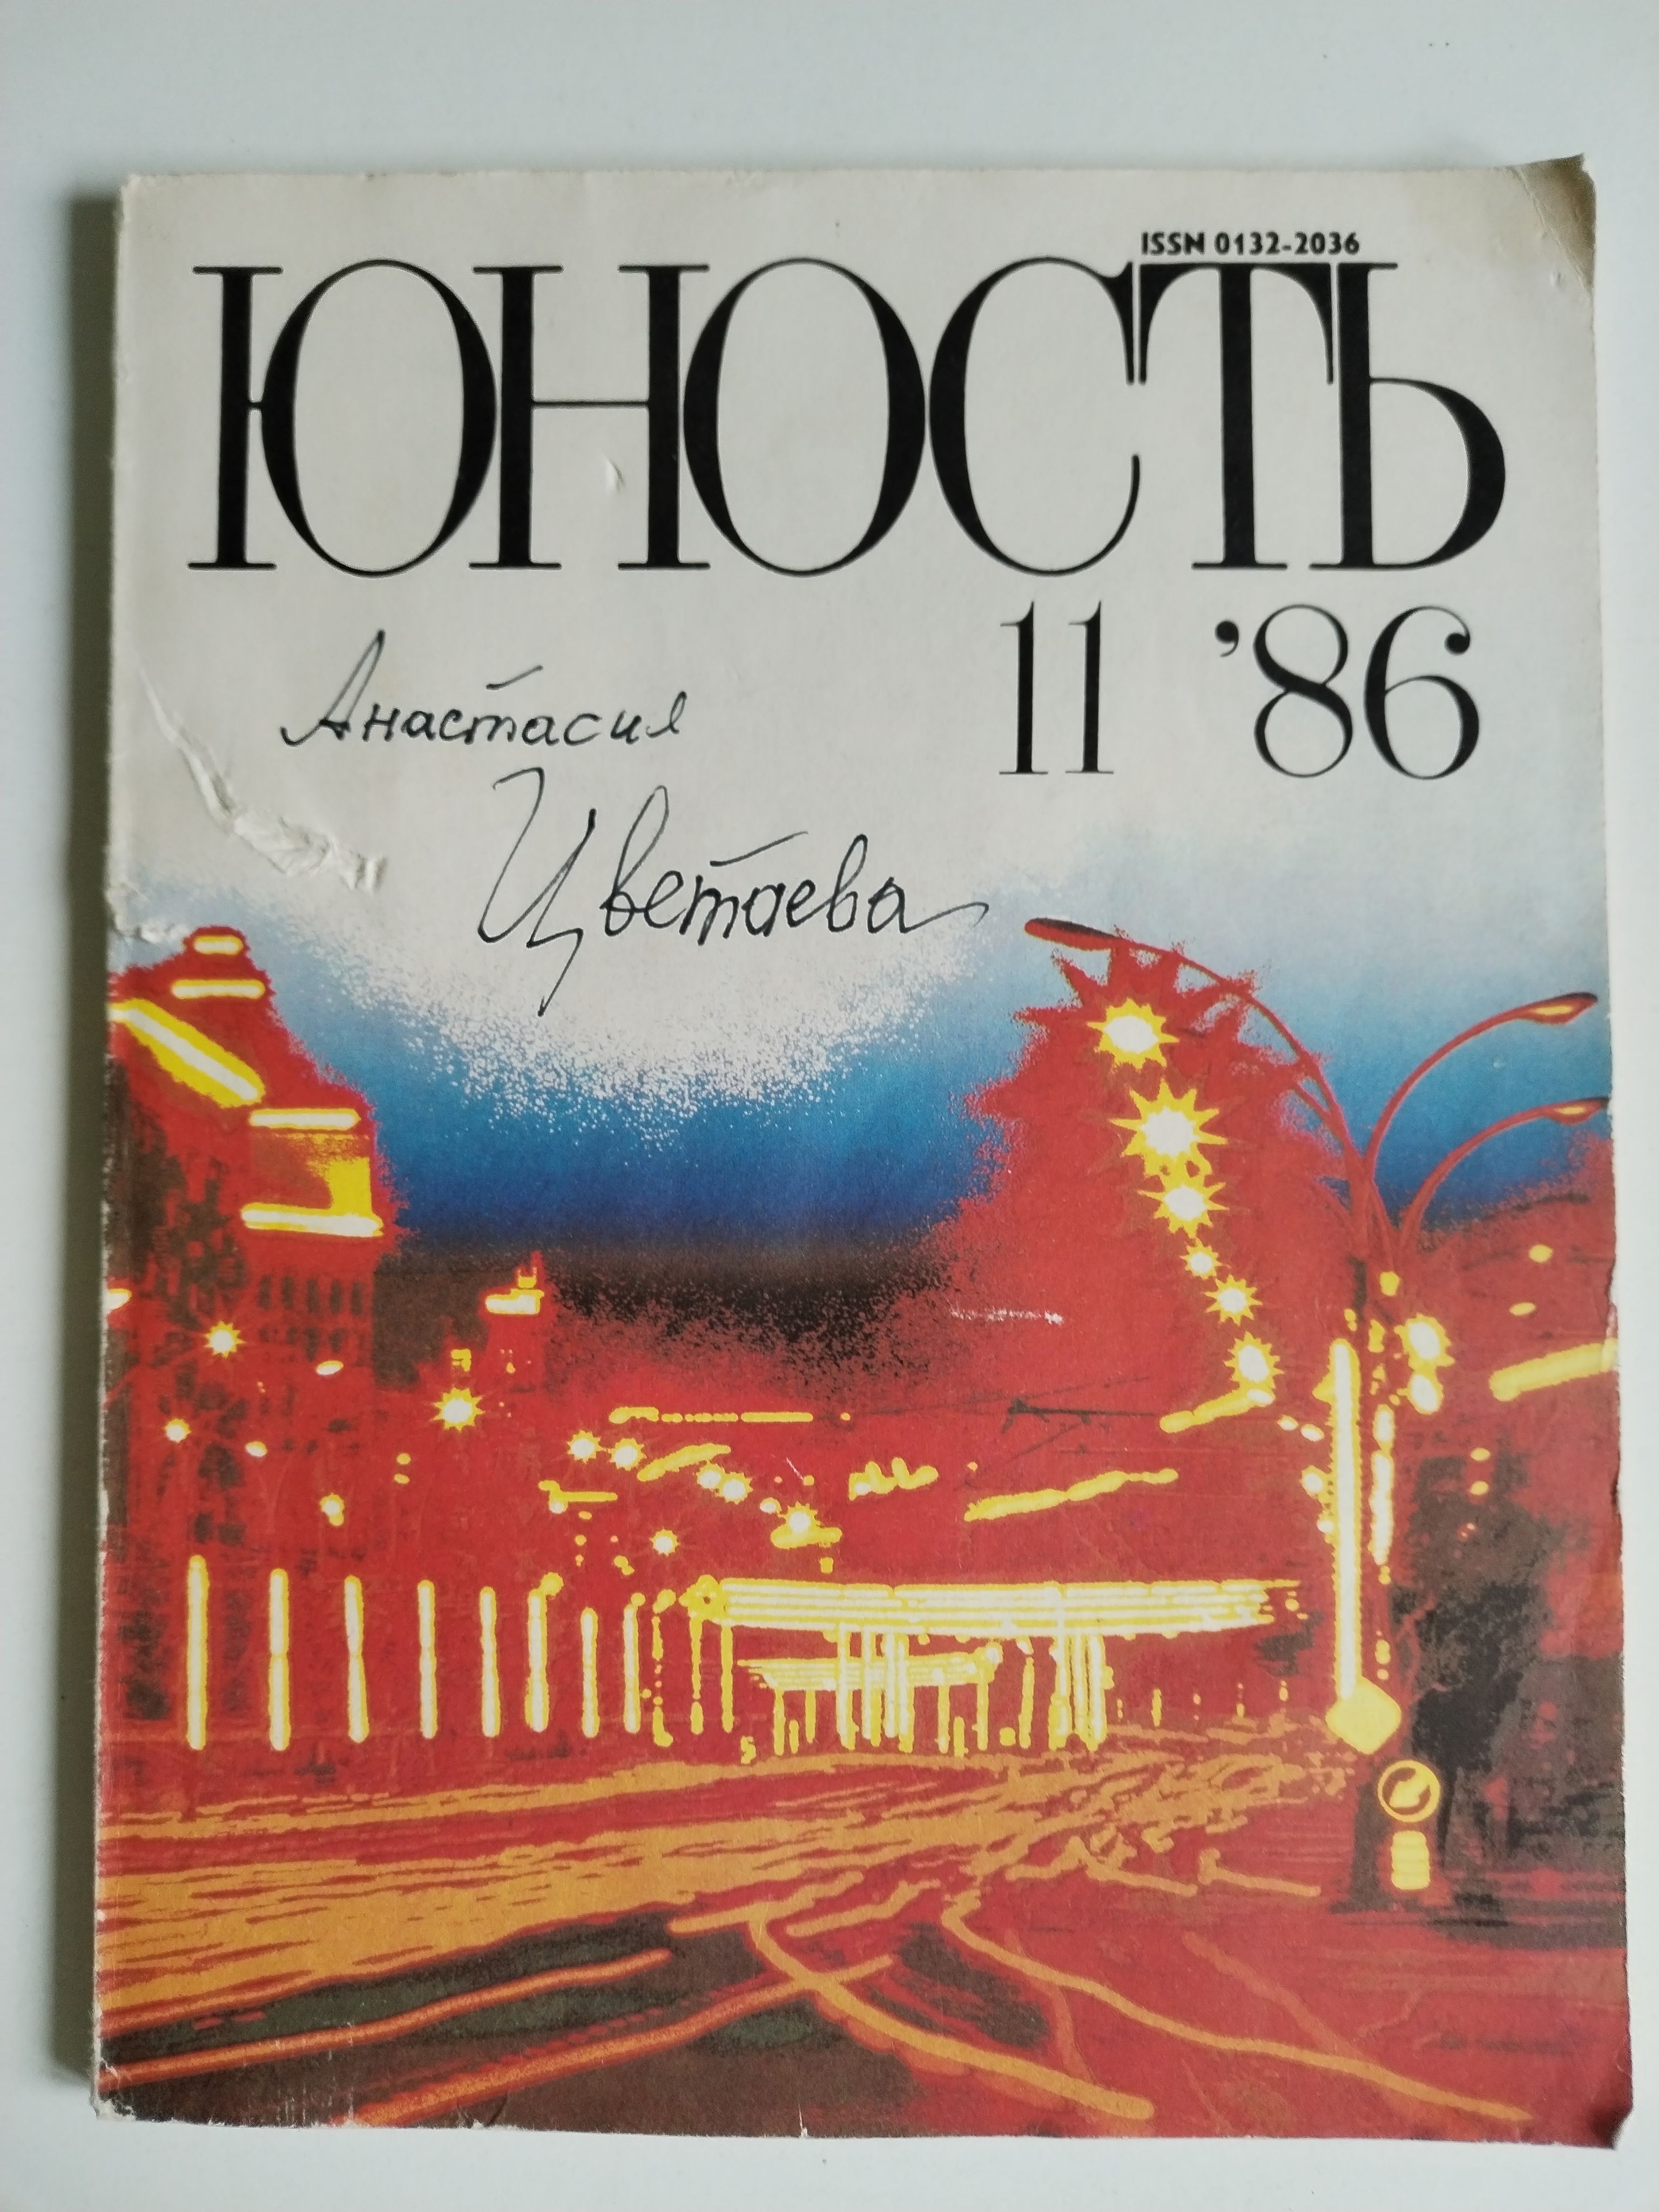 ISSN 0132-2036
ЮНОСТЬ
11 '86
Анастасия
Цветаева